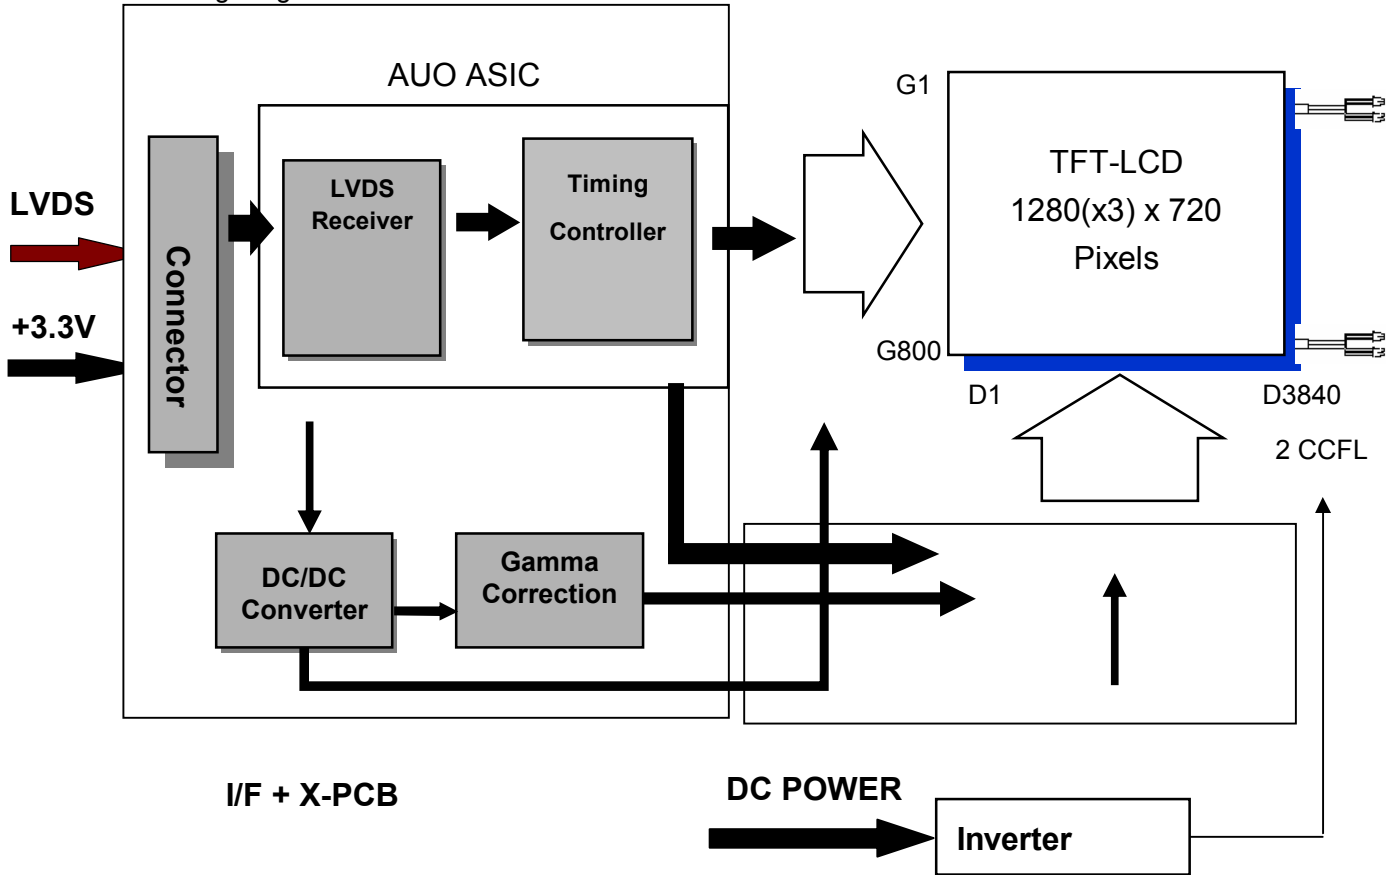 AUO ASIC
G1
TFT-LCD
1280(x3) x 720
Pixels
LVDS
Receiver
Timing
Controller
LVDS
+3.3V
Connector
G800
D1
D3840
2 CCFL
DC/DC
Converter
Gamma
Correction
I/F + X-PCB
DC POWER
Inverter